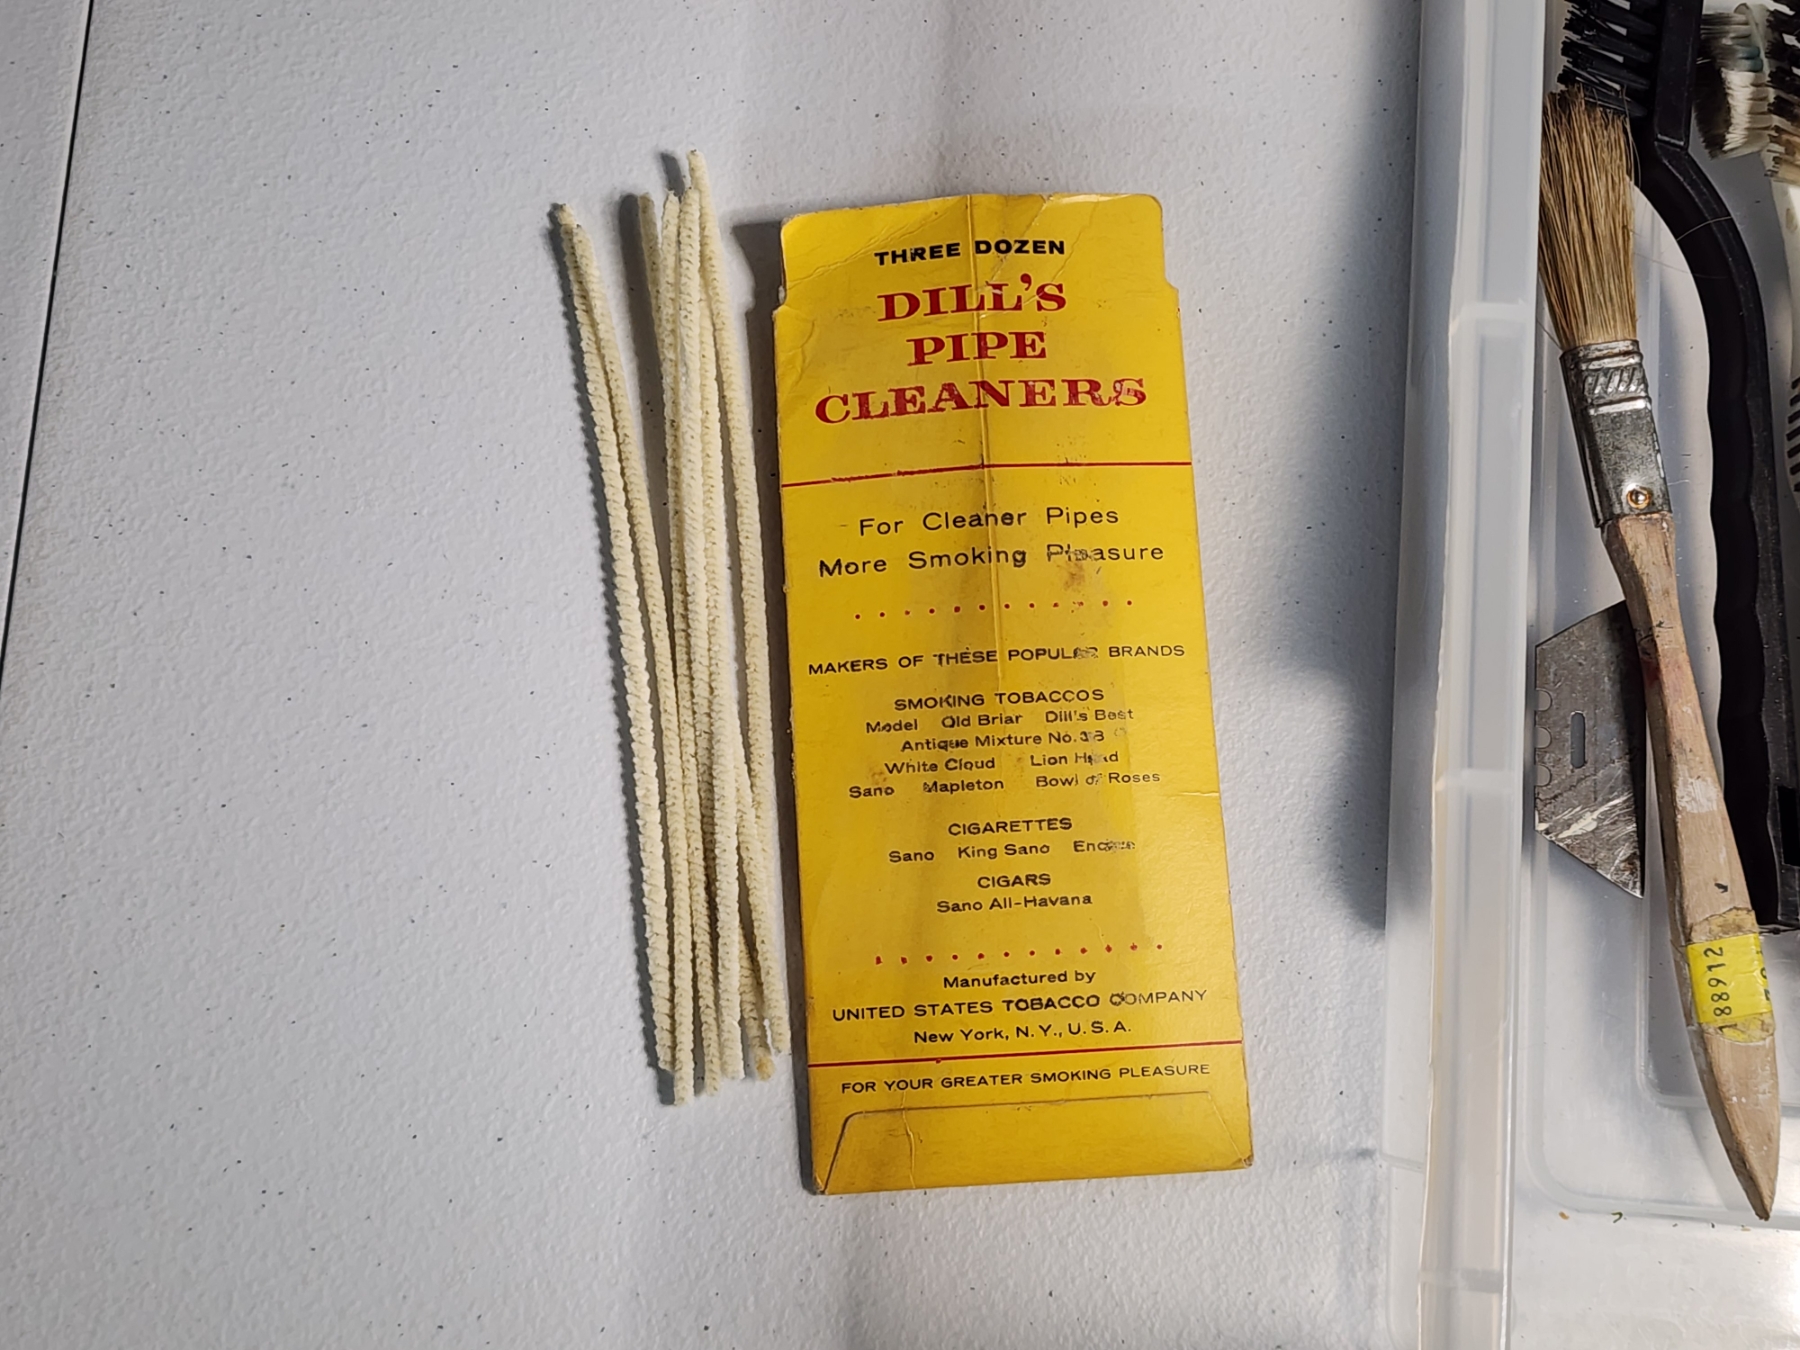 THREE DOZEN
DILL'S
PIPE
CLEANERS
For Cleaner Pipes
More Smoking Pleasure
MAKERS OF THESE POPULAR BRANDS
SMOKING TOBACCOS
Model Old Briar Dill's Best
Antique Mixture No.
White Cloud Lion Head
Sano Mapleton Bowl of Roses
CIGARETTES
Sano King Sano
CIGARS
Sano All-Havana
Manufactured by
UNITED STATES TOBACCO COMPANY
New York, N. Y., U. S. A.
FOR YOUR GREATER SMOKING PLEASURE
88912